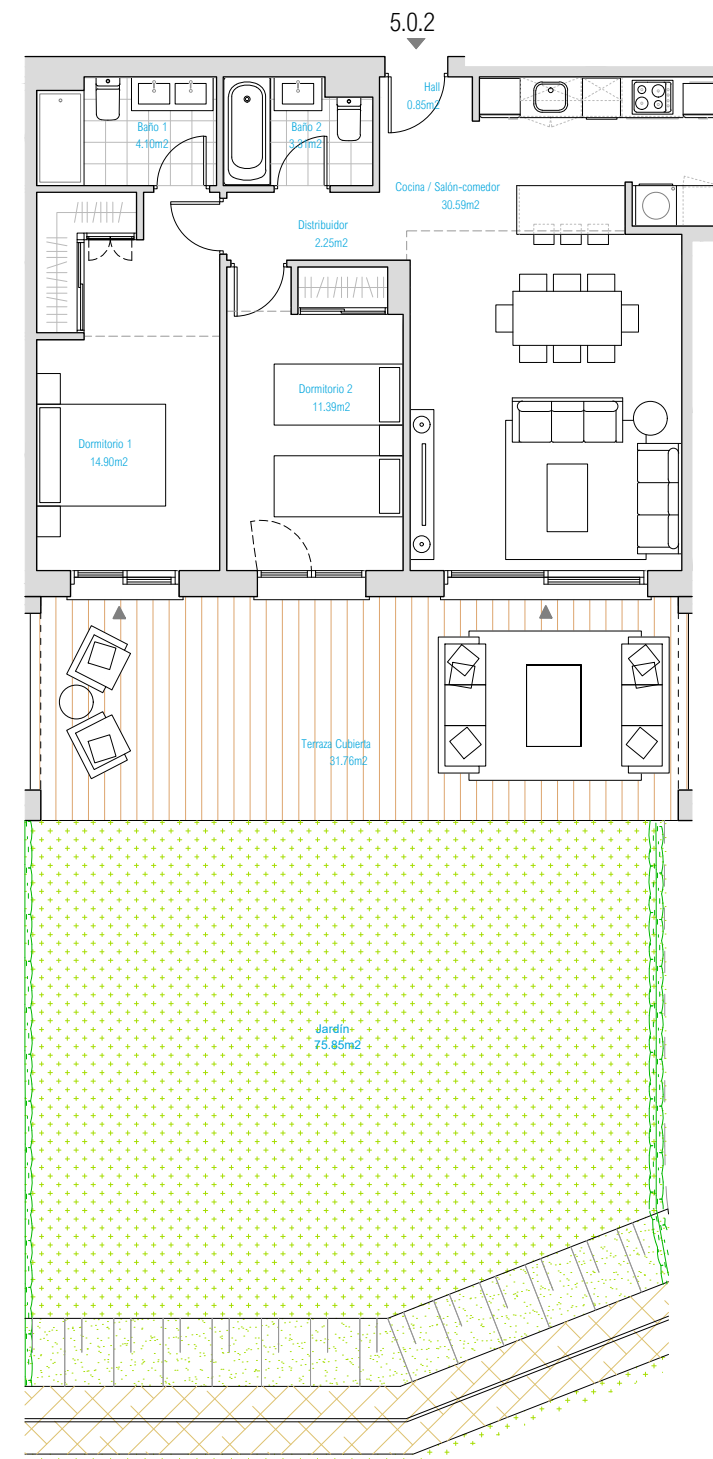 5.0.2
Hall
0.85m2
Baño 1
4.10m2
Baño 2
3.31m2
Cocina / Salón-comedor
30.59m2
Distribuidor
2.25m2
Dormitorio 2
11.39m2
Dormitorio 1
14.90m2
Terraza Cubierta
31.76m2
Jardín
75.85m2